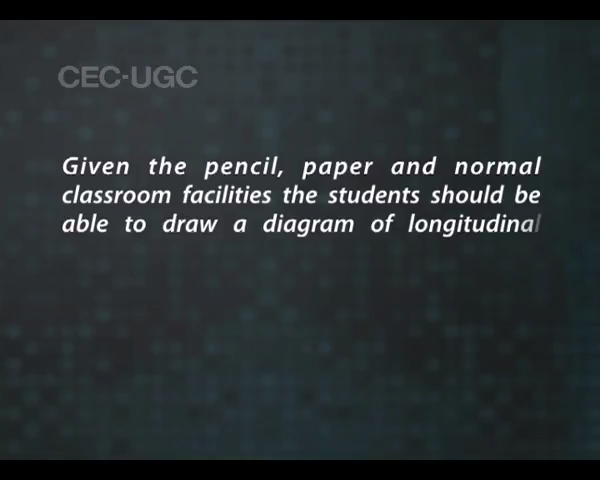 CEC-UGC
Given the pencil, paper and normal
classroom facilities the students should be
able to draw a diagram of longitudinal